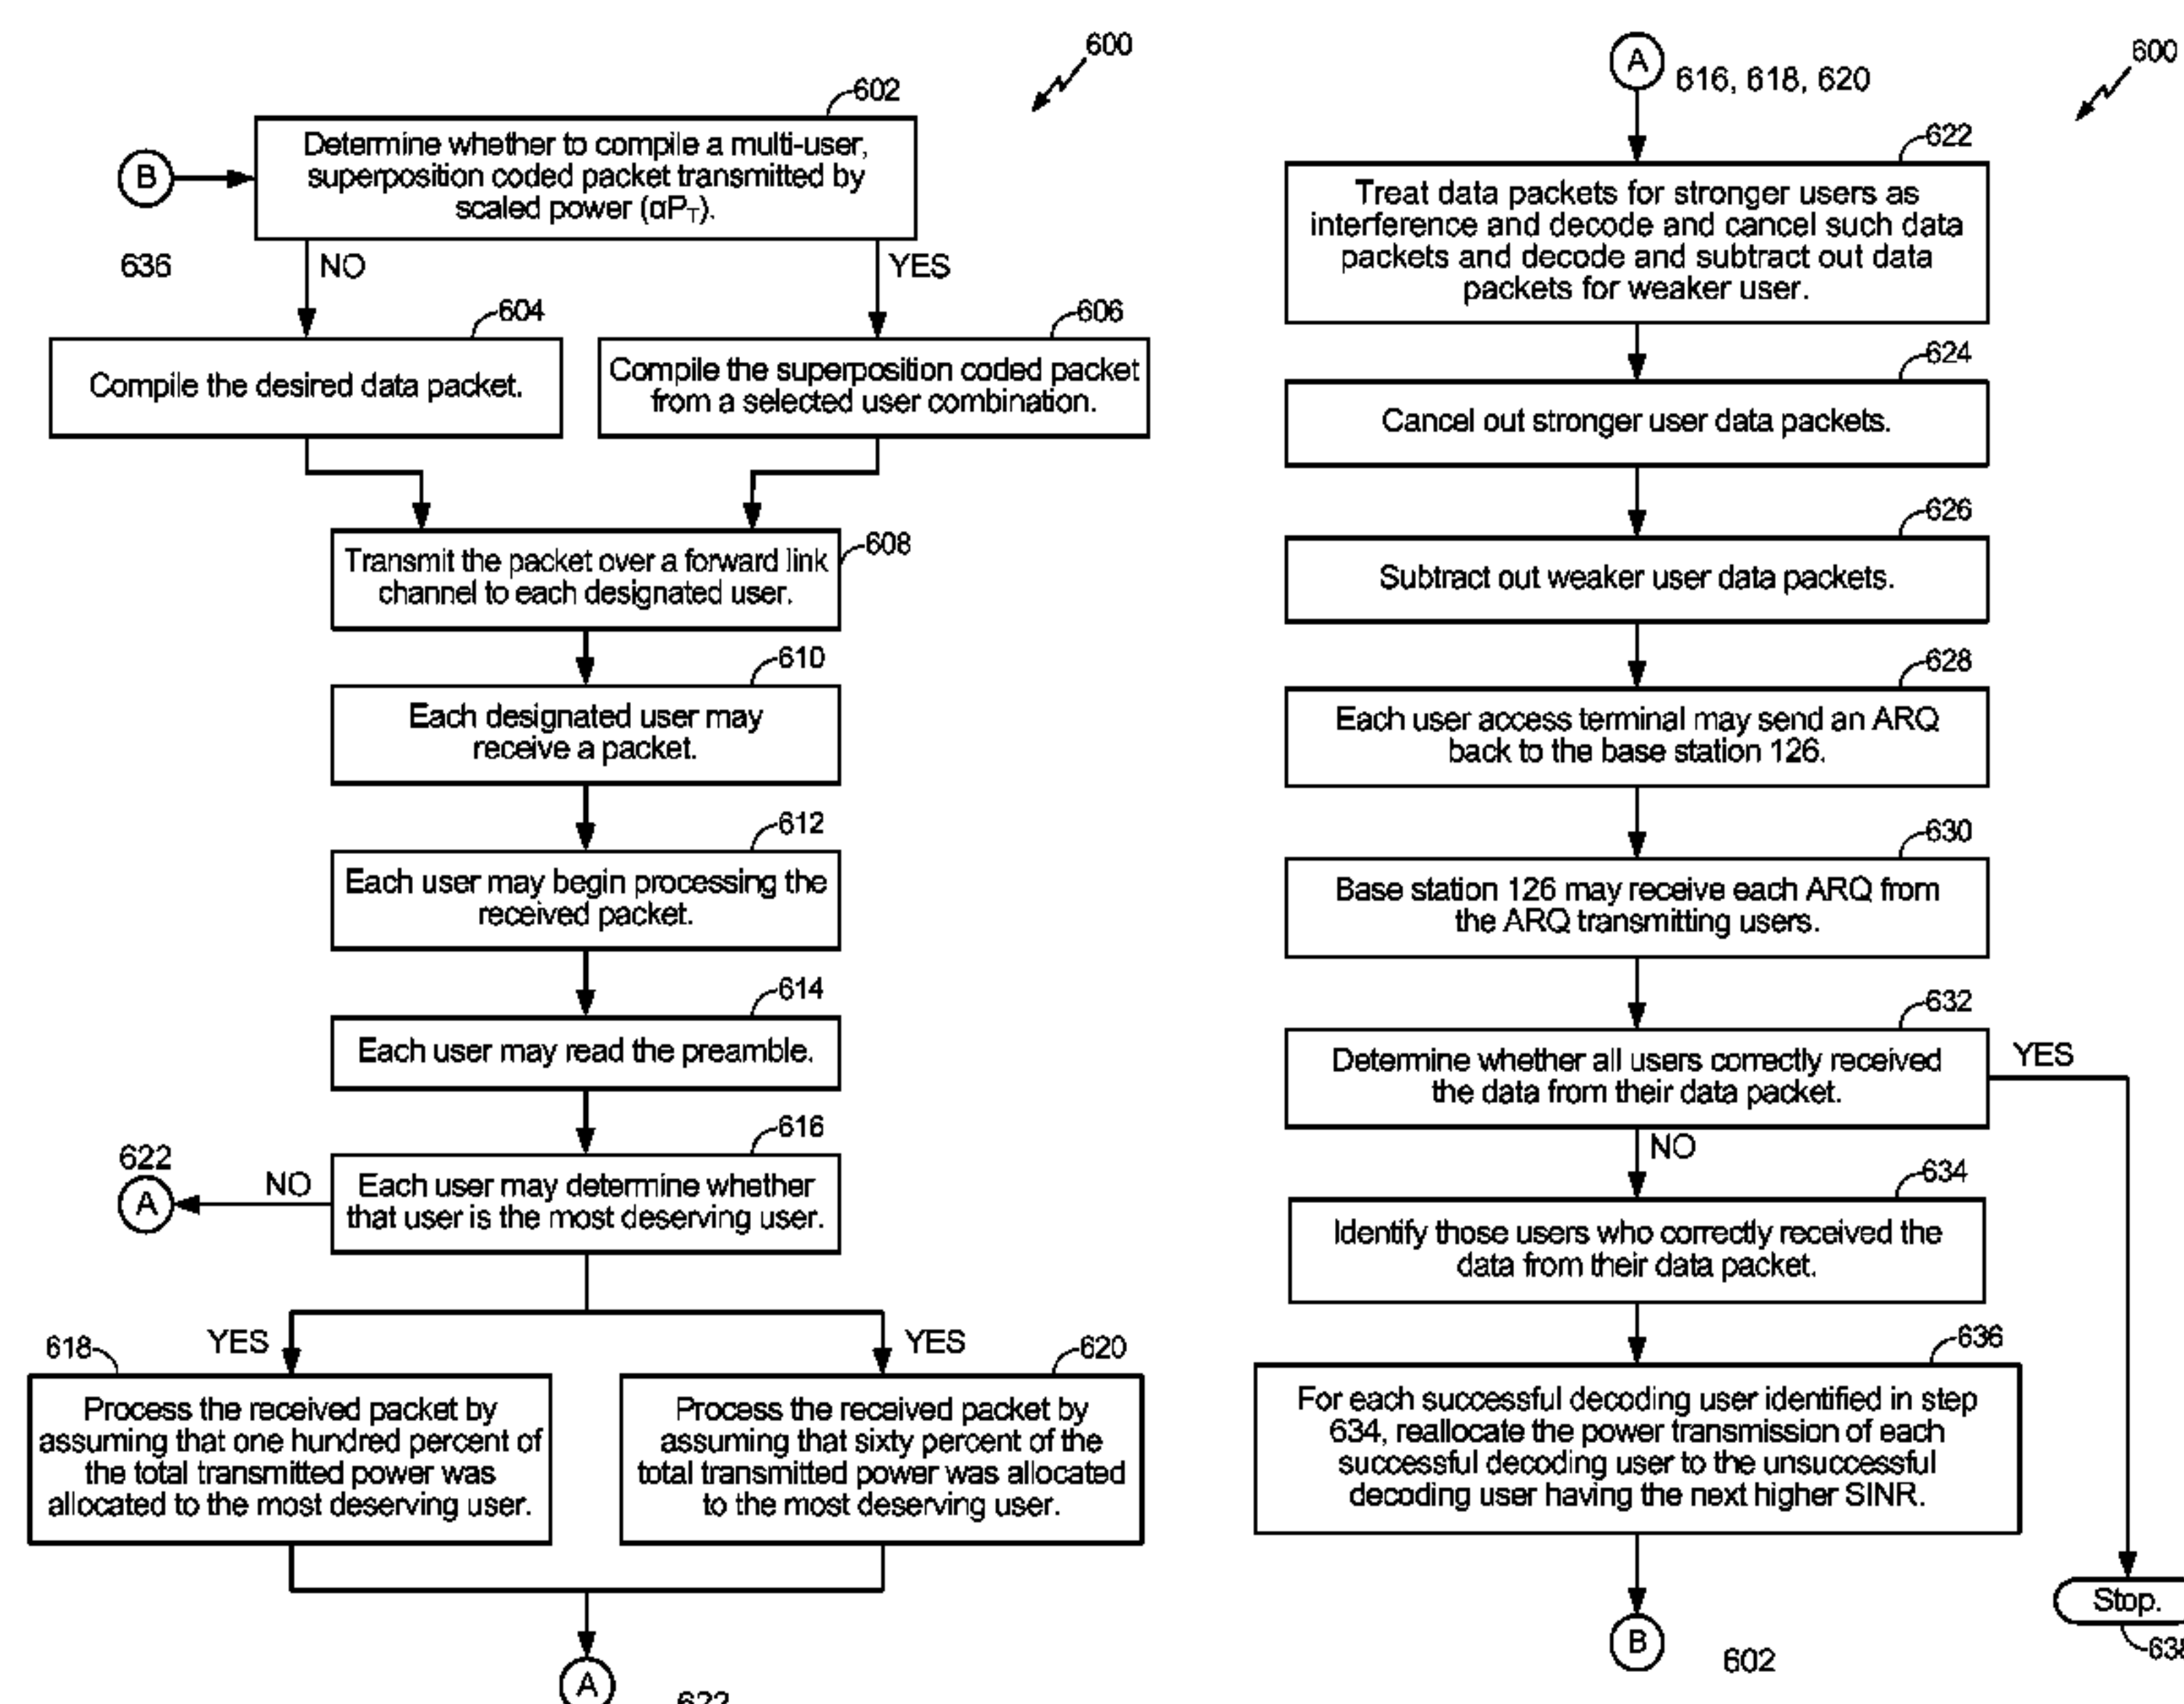 600
602
Determine whether to compile a multi-user,
superposition coded packet transmitted by
scaled power (αP_T).
B
636
NO
YES
604
Compile the desired data packet.
606
Compile the superposition coded packet
from a selected user combination.
608
Transmit the packet over a forward link
channel to each designated user.
610
Each designated user may
receive a packet.
612
Each user may begin processing the
received packet.
614
Each user may read the preamble.
616
Each user may determine whether
that user is the most deserving user.
622
A
NO
YES
YES
618
Process the received packet by
assuming that one hundred percent of
the total transmitted power was
allocated to the most deserving user.
620
Process the received packet by
assuming that sixty percent of the
total transmitted power was allocated
to the most deserving user.
A
622
A
616, 618, 620
600
622
Treat data packets for stronger users as
interference and decode and cancel such data
packets and decode and subtract out data
packets for weaker user.
624
Cancel out stronger user data packets.
626
Subtract out weaker user data packets.
628
Each user access terminal may send an ARQ
back to the base station 126.
630
Base station 126 may receive each ARQ from
the ARQ transmitting users.
632
Determine whether all users correctly received
the data from their data packet.
YES
NO
634
Identify those users who correctly received the
data from their data packet.
636
For each successful decoding user identified in step
634, reallocate the power transmission of each
successful decoding user to the unsuccessful
decoding user having the next higher SINR.
B
602
Stop.